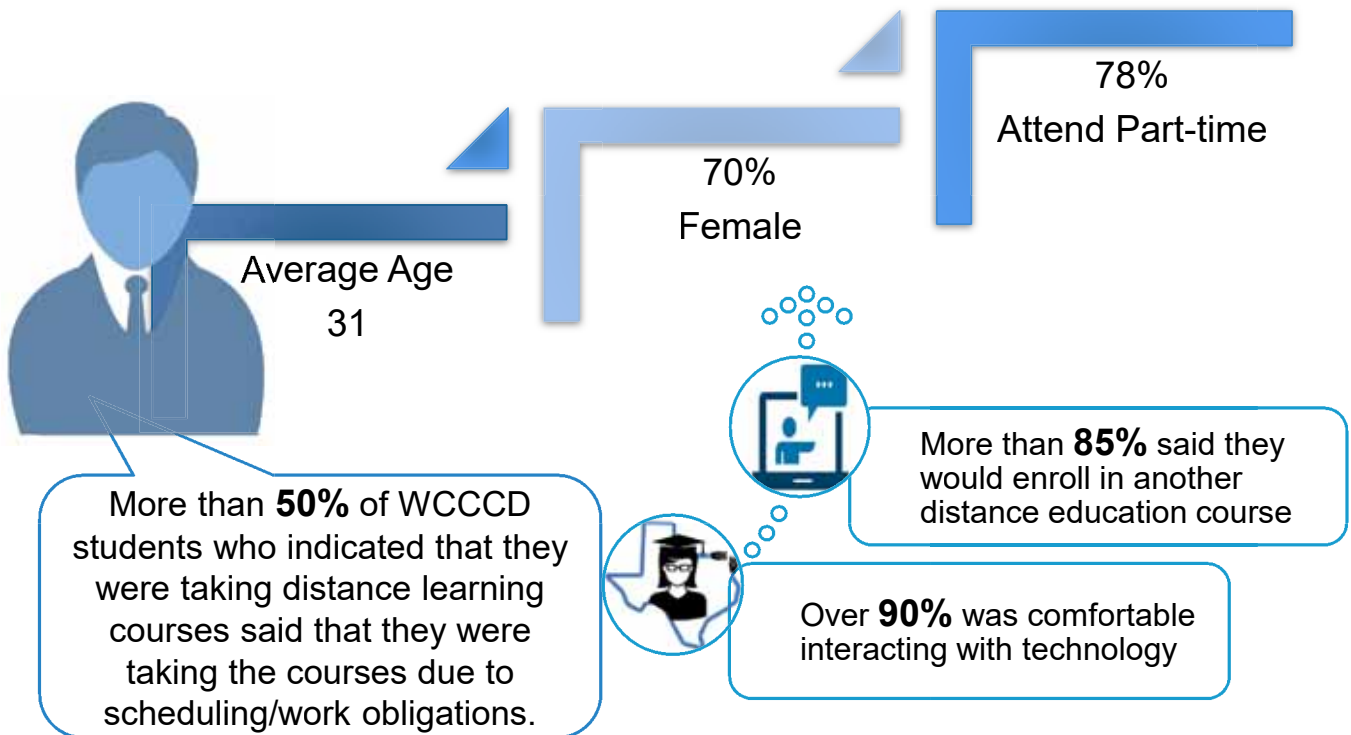 Average Age
31
70%
Female
78%
Attend Part-time
More than 85% said they
would enroll in another
distance education course
Over 90% was comfortable
interacting with technology
More than 50% of WCCCD
students who indicated that they
were taking distance learning
courses said that they were
taking the courses due to
scheduling/work obligations.